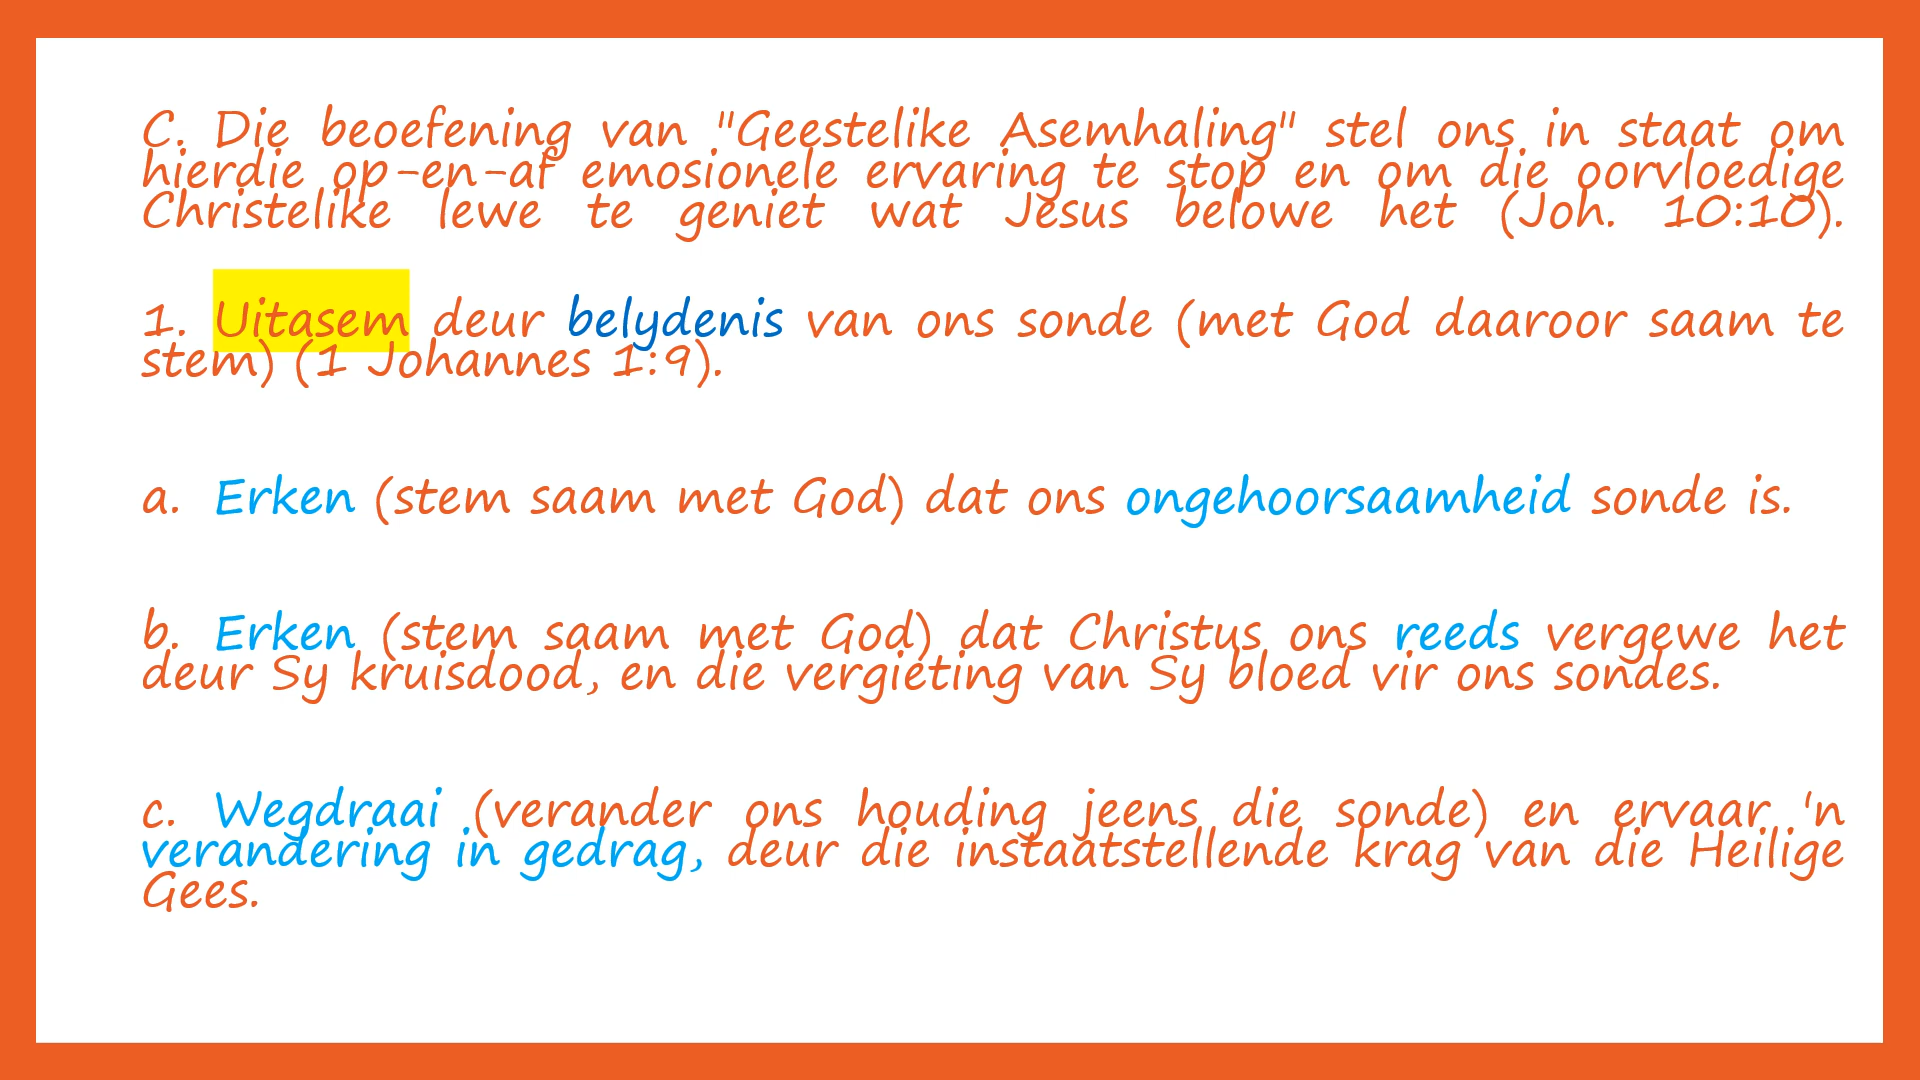 C. Die beoefening van "Geestelike Asemhaling" stel ons in staat om
hierdie op-en-af emosionele ervaring te stop en om die oorvloedige
Christelike lewe te geniet wat Jesus belowe het (Joh. 10:10).
1. Uitasem deur belydenis van ons sonde (met God daaroor saam te
stem) (1 Johannes 1:9).
a. Erken (stem saam met God) dat ons ongehoorsaamheid sonde is.
b. Erken (stem saam met God) dat Christus ons reeds vergewe het
deur Sy kruisdood, en die vergieting van Sy bloed vir ons sondes.
c. Wegdraai (verander ons houding jeens die sonde) en ervaar 'n
verandering in gedrag, deur die instaatstellende krag van die Heilige
Gees.